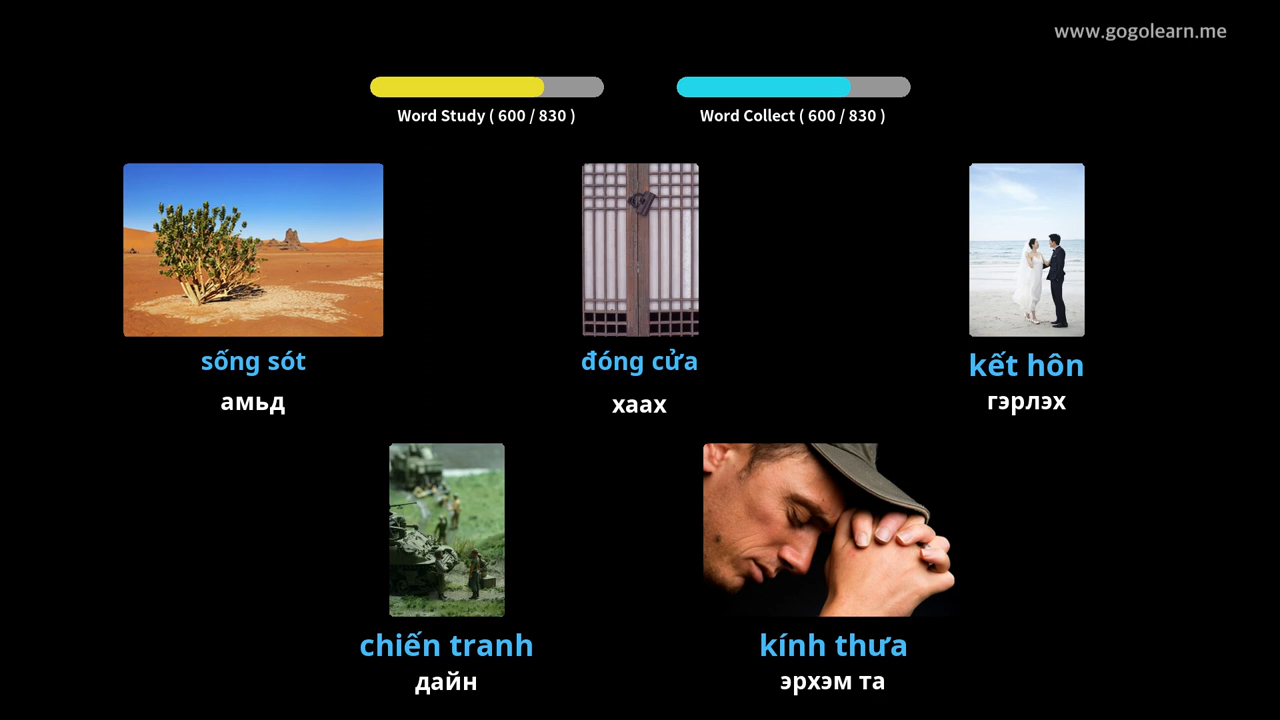 www.gogolearn.me
Word Study ( 600 / 830 )
Word Collect ( 600 / 830 )
sống sót
амьд
đóng cửa
хаах
kết hôn
гэрлэх
chiến tranh
дайн
kính thưa
эрхэм та